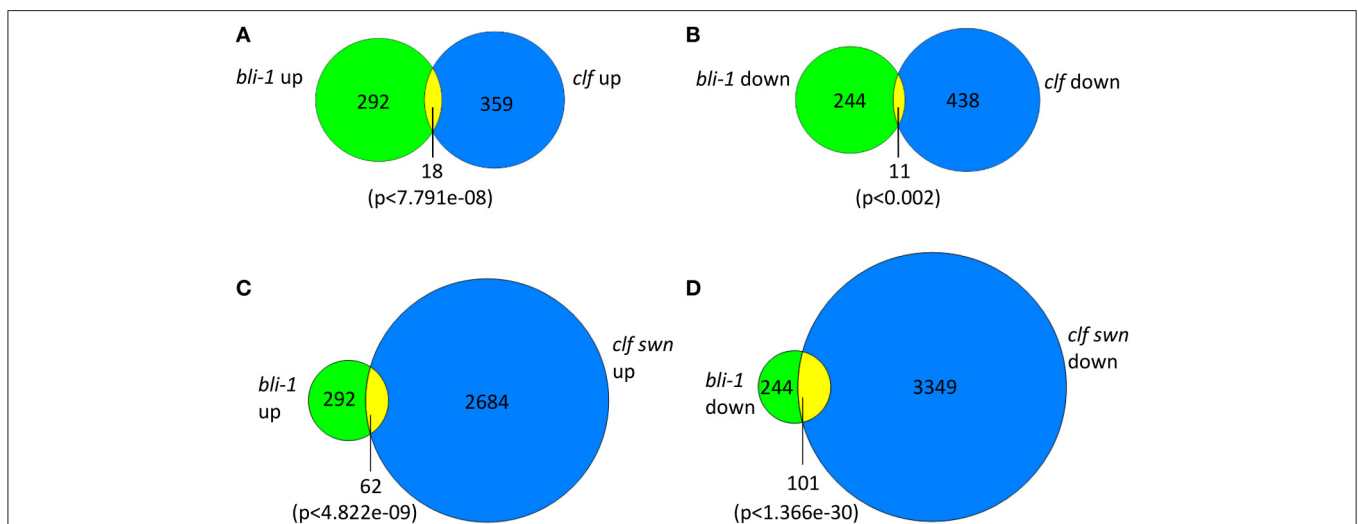 A
bli-1 up
292
359
clf up
18
(p<7.791e-08)
B
bli-1 down
244
438
clf down
11
(p<0.002)
C
bli-1
up
292
2684
clf swn
up
62
(p<4.822e-09)
D
bli-1
down
244
3349
clf swn
down
101
(p<1.366e-30)